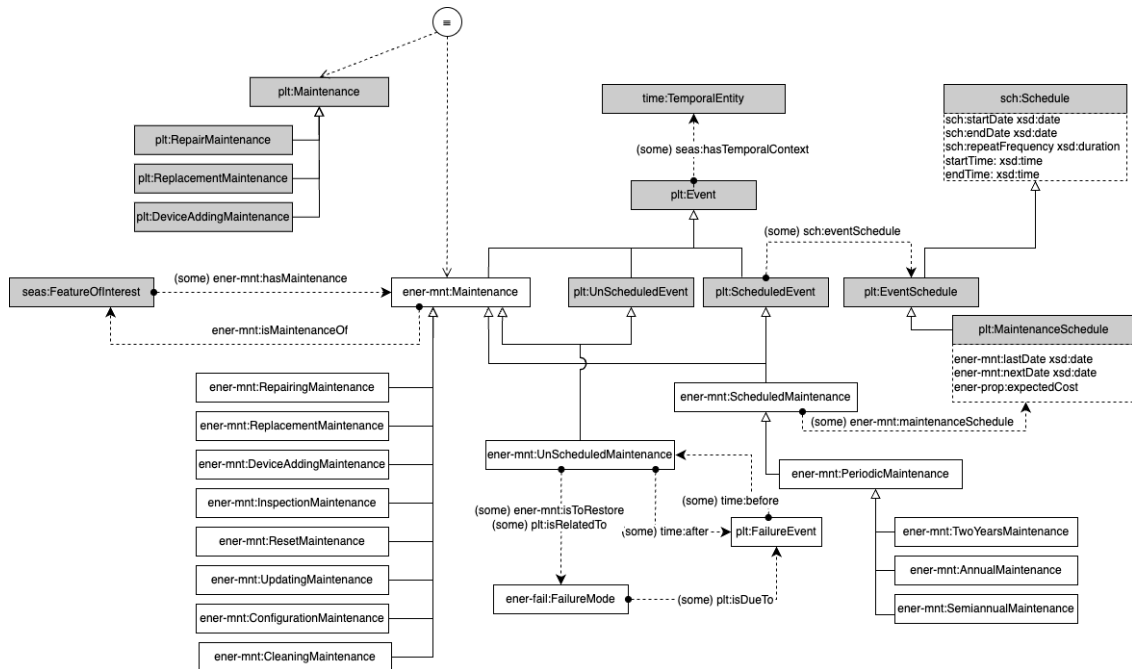 ≡
plt:Maintenance
time:TemporalEntity
sch:Schedule
sch:startDate xsd:date
sch:endDate xsd:date
sch:repeatFrequency xsd:duration
startTime: xsd:time
endTime: xsd:time
plt:RepairMaintenance
(some) seas:hasTemporalContext
plt:ReplacementMaintenance
plt:Event
plt:DeviceAddingMaintenance
(some) sch:eventSchedule
(some) ener-mnt:hasMaintenance
seas:FeatureOfInterest
ener-mnt:Maintenance
plt:UnScheduledEvent
plt:ScheduledEvent
plt:EventSchedule
ener-mnt:isMaintenanceOf
plt:MaintenanceSchedule
ener-mnt:lastDate xsd:date
ener-mnt:nextDate xsd:date
ener-prop:expectedCost
ener-mnt:RepairingMaintenance
ener-mnt:ScheduledMaintenance
(some) ener-mnt:maintenanceSchedule
ener-mnt:ReplacementMaintenance
ener-mnt:UnScheduledMaintenance
ener-mnt:DeviceAddingMaintenance
ener-mnt:PeriodicMaintenance
ener-mnt:InspectionMaintenance
(some) time:before
(some) ener-mnt:isToRestore
(some) plt:isRelatedTo
(some) time:after
plt:FailureEvent
ener-mnt:TwoYearsMaintenance
ener-mnt:ResetMaintenance
ener-mnt:AnnualMaintenance
ener-mnt:UpdatingMaintenance
ener-fail:FailureMode
(some) plt:isDueTo
ener-mnt:SemiannualMaintenance
ener-mnt:ConfigurationMaintenance
ener-mnt:CleaningMaintenance